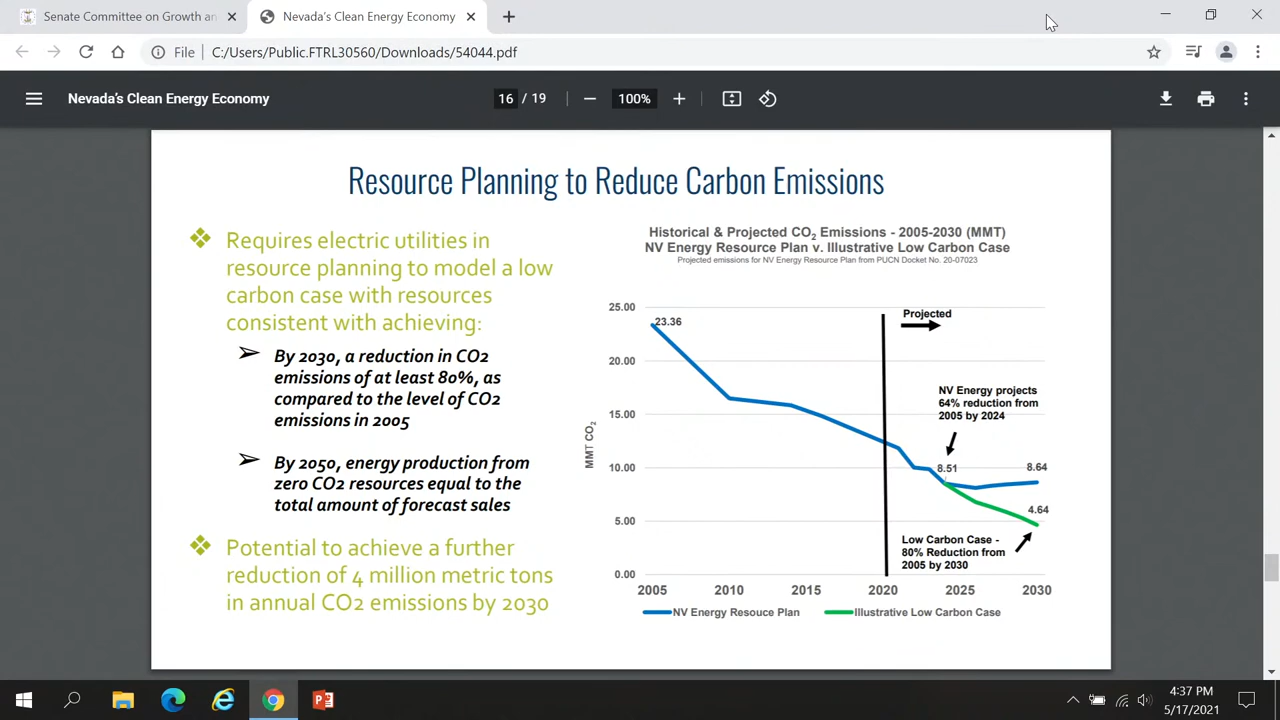 Senate Committee on Growth an
Nevada's Clean Energy Economy
File
C:/Users/Public.FTRL30560/Downloads/54044.pdf
Nevada's Clean Energy Economy
16 / 19
100%
Resource Planning to Reduce Carbon Emissions
Requires electric utilities in
resource planning to model a low
carbon case with resources
consistent with achieving:
By 2030, a reduction in CO2
emissions of at least 80%, as
compared to the level of CO2
emissions in 2005
By 2050, energy production from
zero CO2 resources equal to the
total amount of forecast sales
Potential to achieve a further
reduction of 4 million metric tons
in annual CO2 emissions by 2030
Historical & Projected CO2 Emissions - 2005-2030 (MMT)
NV Energy Resource Plan v. Illustrative Low Carbon Case
Projected emissions for NV Energy Resource Plan from PUCN Docket No. 20-07023
25.00
20.00
15.00
10.00
5.00
0.00
MMT CO2
23.36
Projected
NV Energy projects
64% reduction from
2005 by 2024
8.51
8.64
4.64
Low Carbon Case -
80% Reduction from
2005 by 2030
2005 2010 2015 2020 2025 2030
NV Energy Resouce Plan
Illustrative Low Carbon Case
4:37 PM
5/17/2021